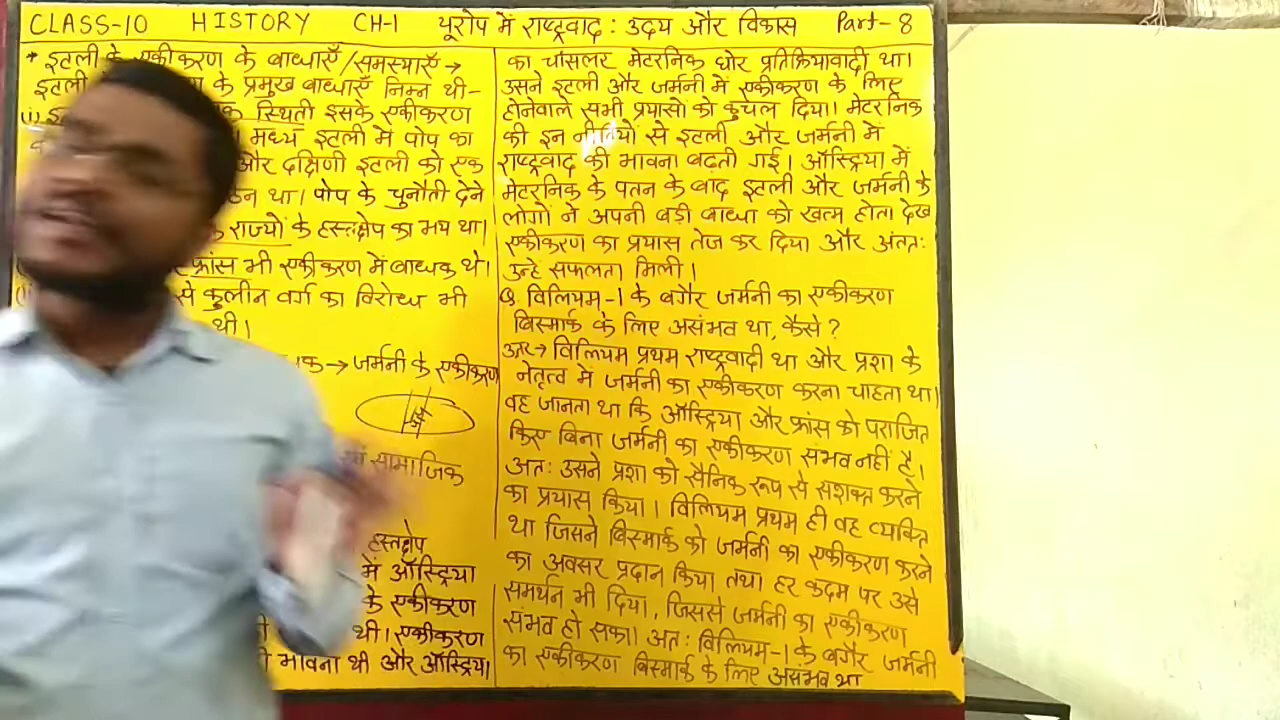 CLASS-10 HISTORY CH-1 यूरोप में राष्ट्रवाद : उदय और विकास Part-8
* इटली के एकीकरण के बाधाएँ/समस्याएँ →
इटली के प्रमुख बाधाएँ निम्न थी-
(i) स्थिती इसके एकीकरण
मध्य इटली में पोप का
और दक्षिणी इटली को एक
था। पोप के चुनौती देने
राज्यों के हस्तक्षेप का भय था।
फ्रांस भी एकीकरण में बाधक थे।
से कुलीन वर्ग का विरोध भी
थी।
→ जर्मनी के एकीकरण
सामाजिक
हस्तक्षेप
में ऑस्ट्रिया
के एकीकरण
थी। एकीकरण
भावना थी और ऑस्ट्रिया
का चांसलर मेटरनिक घोर प्रतिक्रियावादी था।
उसने इटली और जर्मनी में एकीकरण के लिए
होनेवाले सभी प्रयासों को कुचल दिया। मेटरनिक
की इन नीतियों से इटली और जर्मनी में
राष्ट्रवाद की भावना बढ़ती गई। ऑस्ट्रिया में
मेटरनिक के पतन के बाद इटली और जर्मनी के
लोगों ने अपनी बड़ी बाधा को खत्म होता देख
एकीकरण का प्रयास तेज कर दिया और अंततः
उन्हे सफलता मिली।
Q. विलियम-I के बगैर जर्मनी का एकीकरण
बिस्मार्क के लिए असंभव था, कैसे ?
उत्तर→ विलियम प्रथम राष्ट्रवादी था और प्रशा के
नेतृत्व में जर्मनी का एकीकरण करना चाहता था।
वह जानता था कि ऑस्ट्रिया और फ्रांस को पराजित
किए बिना जर्मनी का एकीकरण संभव नहीं है।
अतः उसने प्रशा को सैनिक रूप से सशक्त करने
का प्रयास किया। विलियम प्रथम ही वह व्यक्ति
था जिसने बिस्मार्क को जर्मनी का एकीकरण करने
का अवसर प्रदान किया तथा हर कदम पर उसे
समर्थन भी दिया, जिससे जर्मनी का एकीकरण
संभव हो सका। अतः विलियम-I के बगैर जर्मनी
का एकीकरण बिस्मार्क के लिए असंभव था